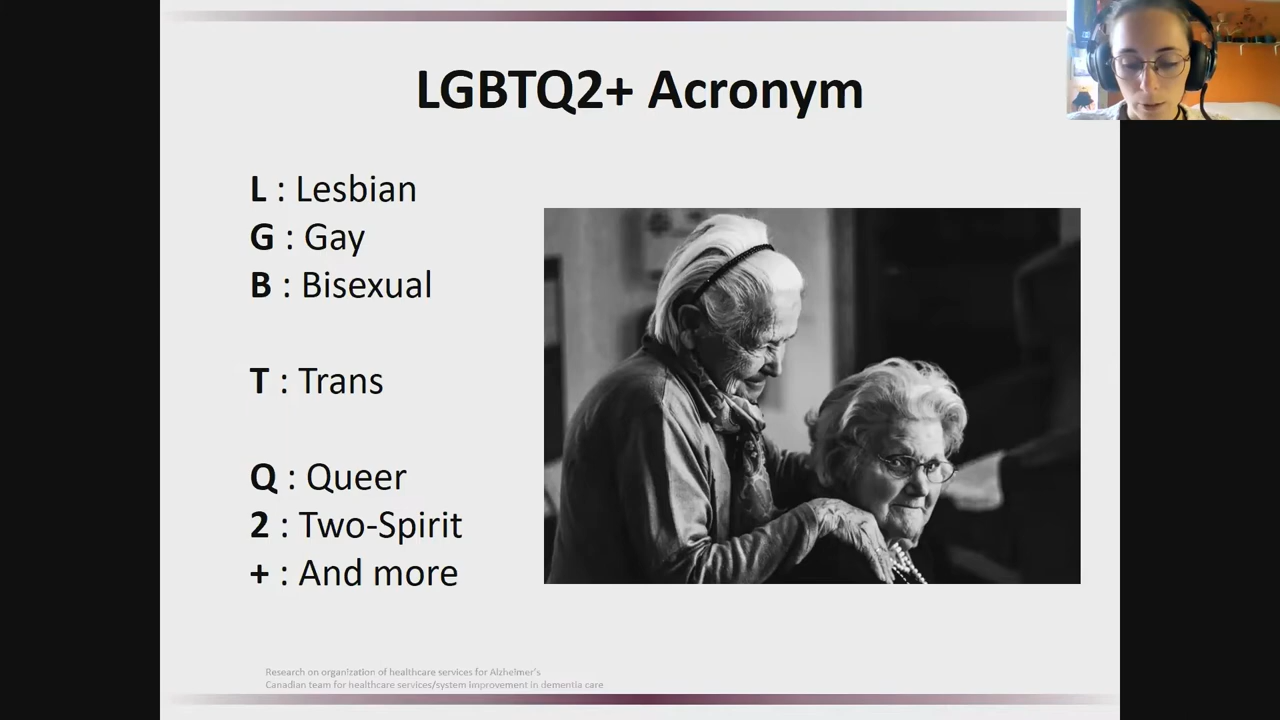 LGBTQ2+ Acronym
L : Lesbian
G : Gay
B : Bisexual
T : Trans
Q : Queer
2 : Two-Spirit
+ : And more
Research on organization of healthcare services for Alzheimer's
Canadian team for healthcare services/system improvement in dementia care